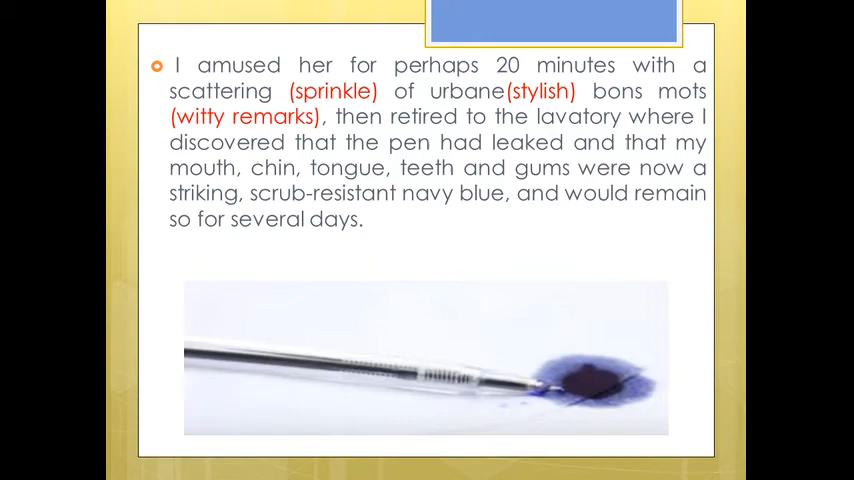 I amused her for perhaps 20 minutes with a
scattering (sprinkle) of urbane(stylish) bons mots
(witty remarks), then retired to the lavatory where I
discovered that the pen had leaked and that my
mouth, chin, tongue, teeth and gums were now a
striking, scrub-resistant navy blue, and would remain
so for several days.